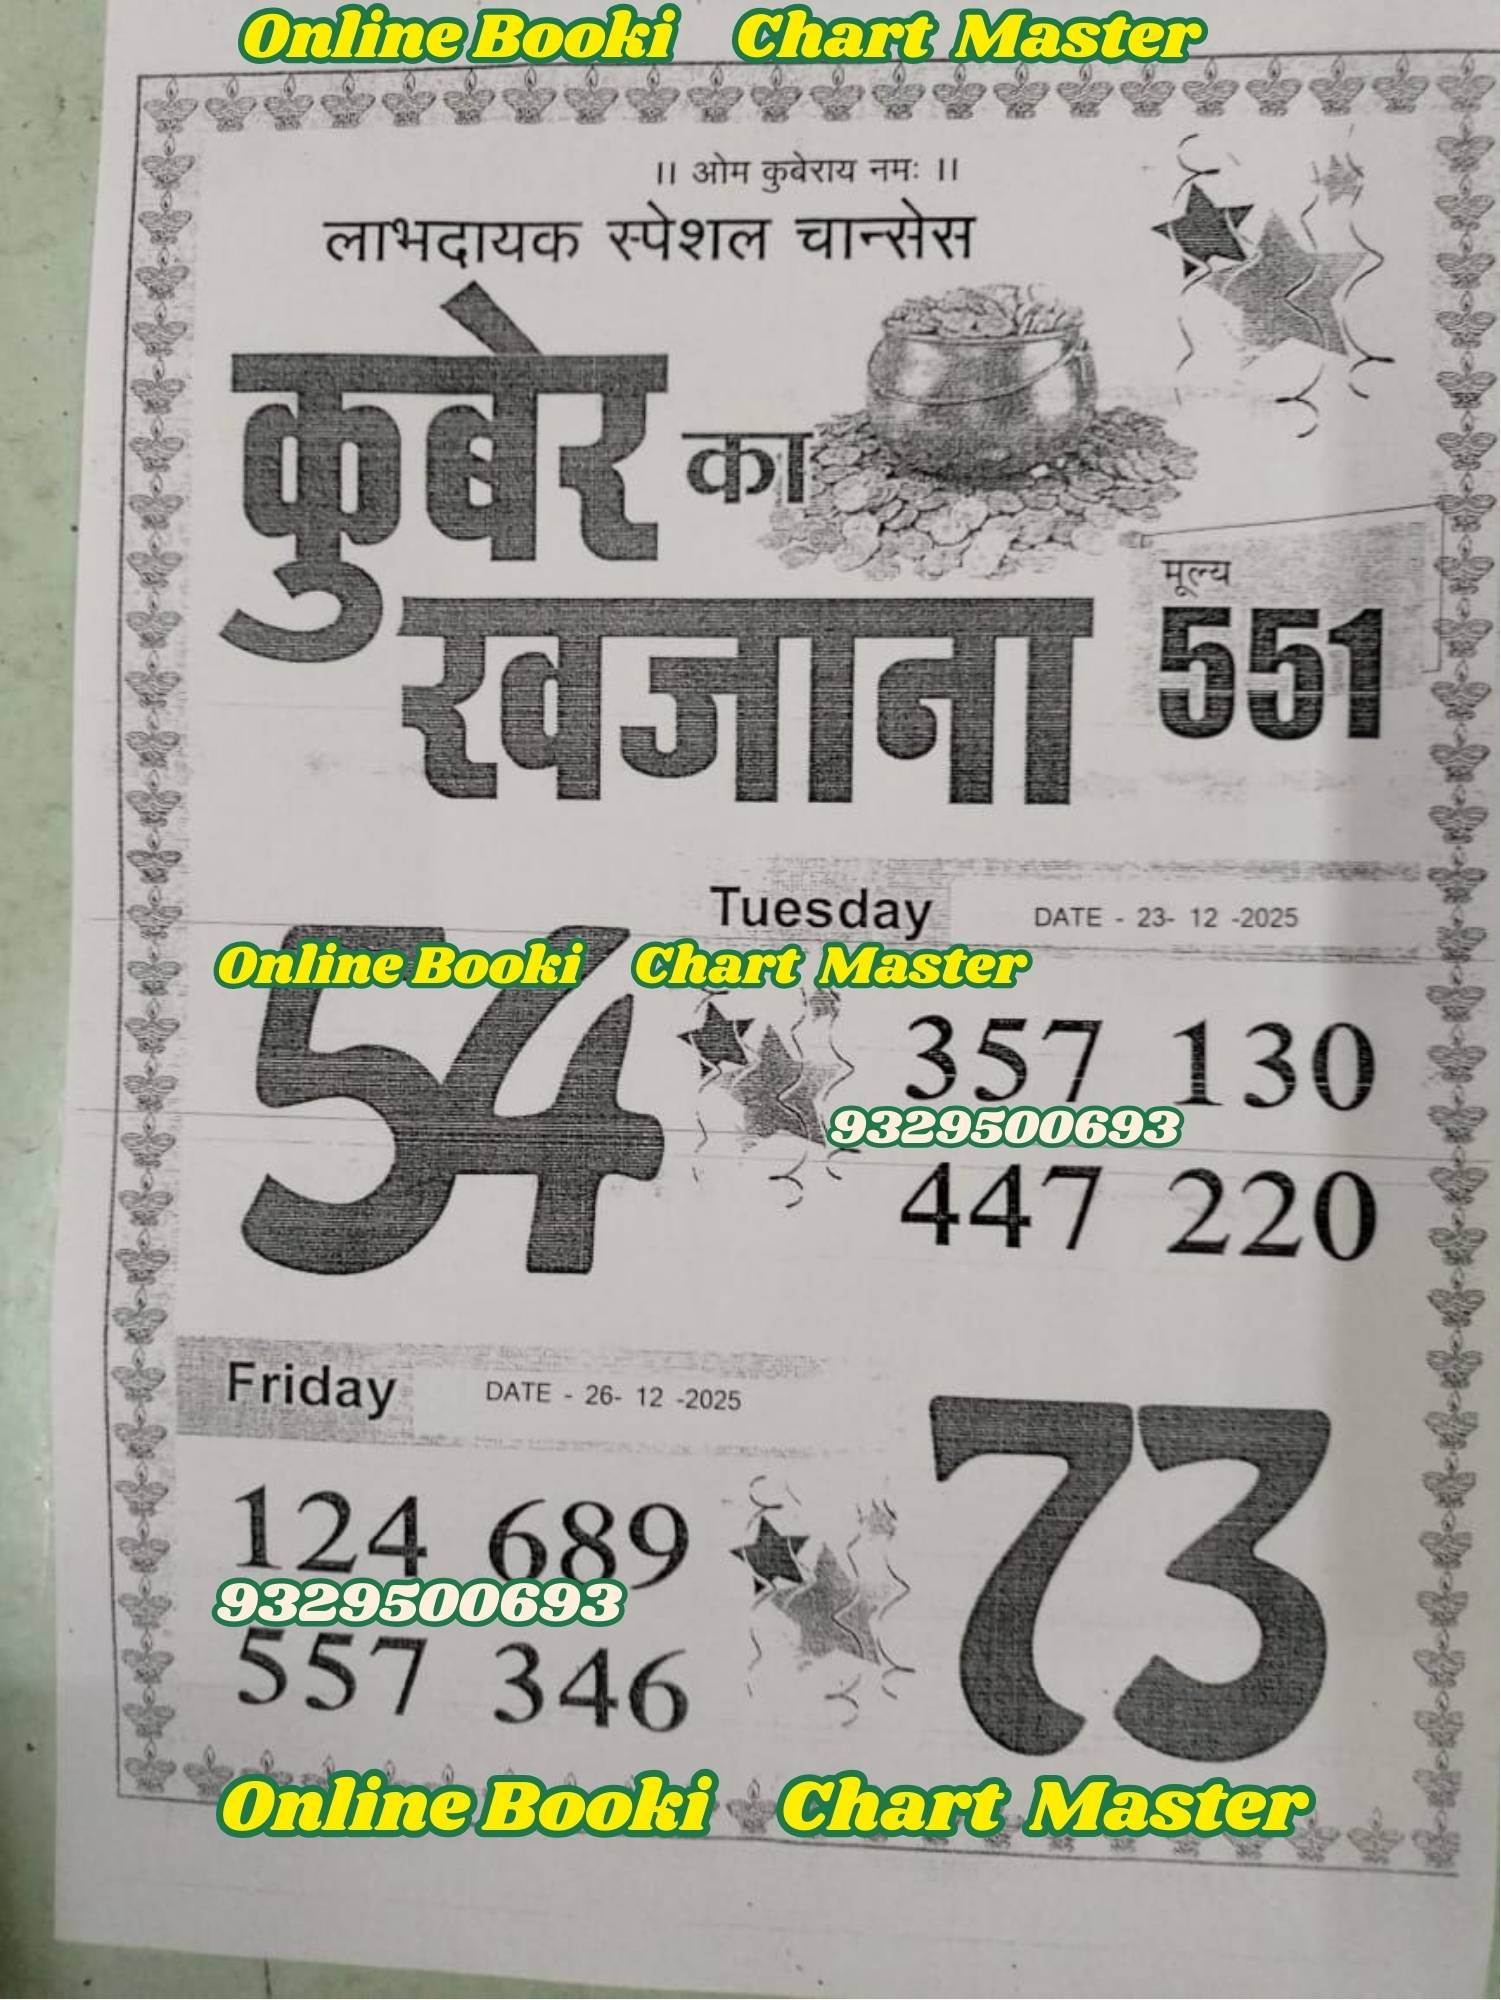 Online Booki Chart Master
।। ओम कुबेराय नमः ।।
लाभदायक स्पेशल चान्सेस
कुबेर का
खजाना
मूल्य
551
Tuesday DATE - 23- 12 -2025
Online Booki Chart Master
54
357 130
9329500693
447 220
Friday DATE - 26- 12 -2025
124 689
9329500693
557 346
73
Online Booki Chart Master